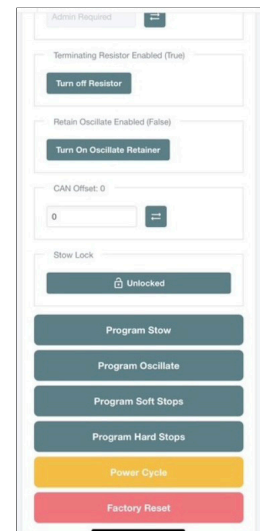 Admin Required
Terminating Resistor Enabled (True)
Turn off Resistor
Retain Oscillate Enabled (False)
Turn On Oscillate Retainer
CAN Offset: 0
0
Stow Lock
Unlocked
Program Stow
Program Oscillate
Program Soft Stops
Program Hard Stops
Power Cycle
Factory Reset